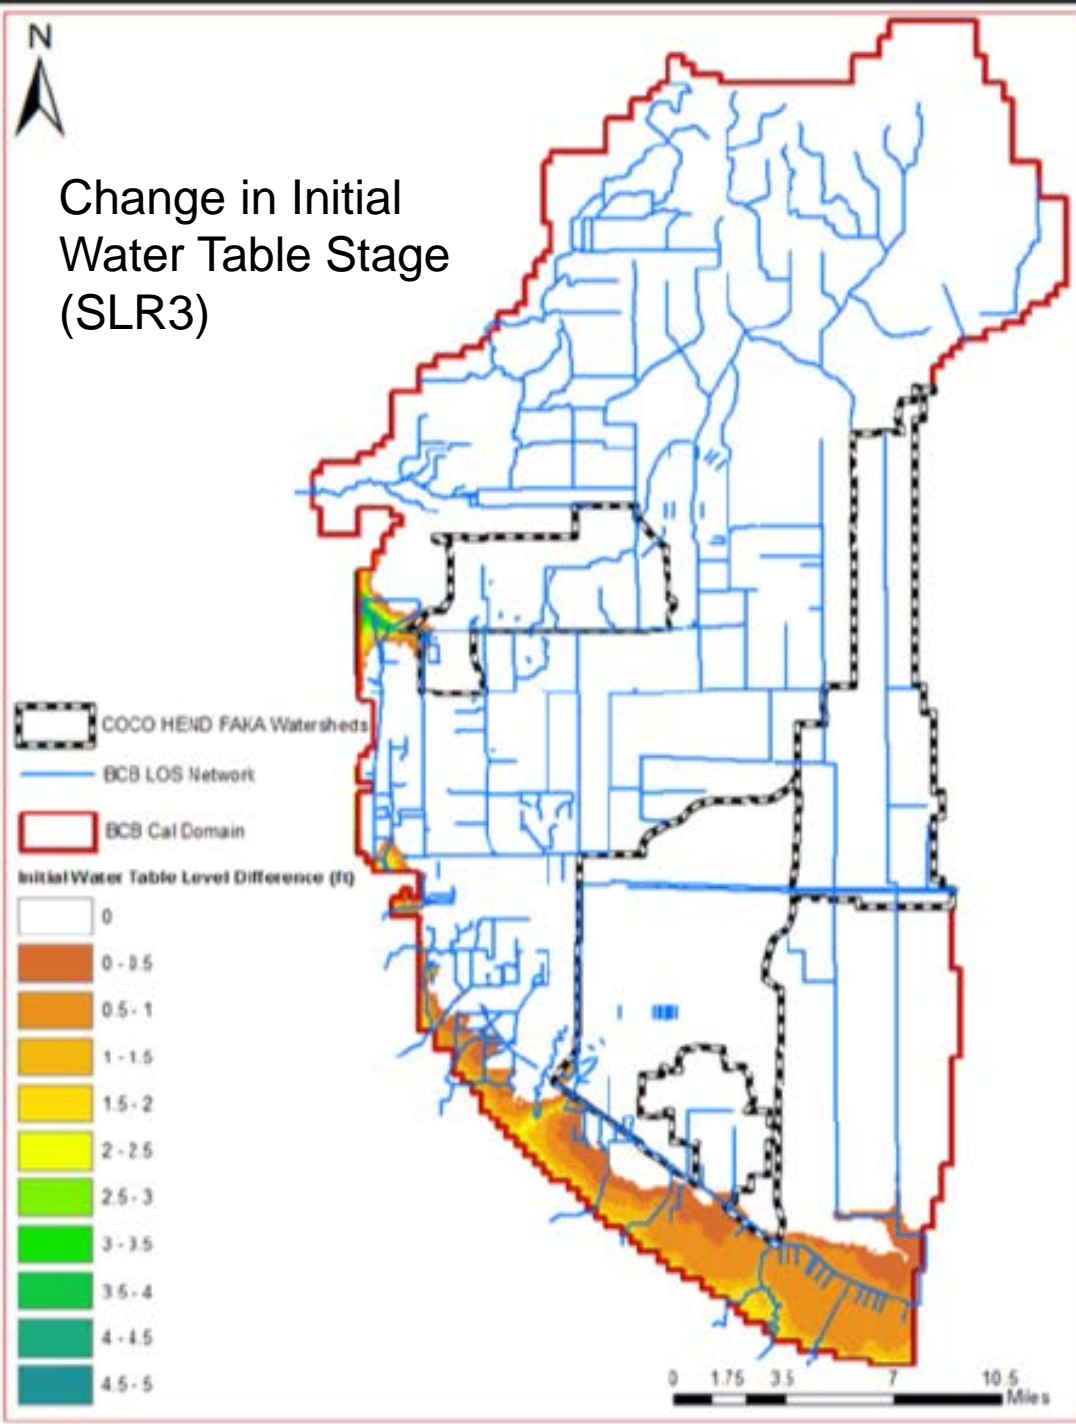 N
Change in Initial
Water Table Stage
(SLR3)
COCO HEND FAKA Watersheds
BCB LOS Network
BCB Cal Domain
Initial Water Table Level Difference (ft)
0
0 - 0.5
0.5 - 1
1 - 1.5
1.5 - 2
2 - 2.5
2.5 - 3
3 - 3.5
3.5 - 4
4 - 4.5
4.5 - 5
0 1.75 3.5 7 10.5
Miles